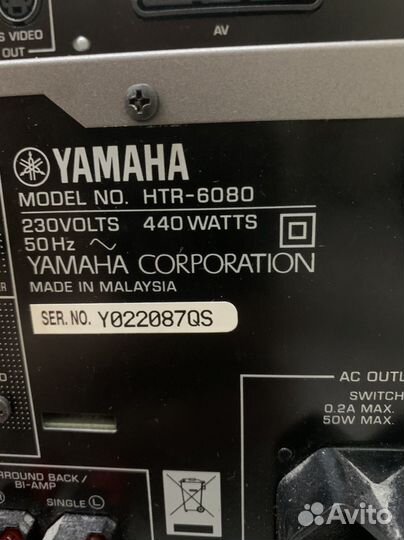 S VIDEO
OUT
AV
YAMAHA
MODEL NO. HTR-6080
230VOLTS 440 WATTS
50Hz ~
YAMAHA CORPORATION
MADE IN MALAYSIA
SER. NO. Y022087QS
AC OUTL
SWITCH
0.2A MAX.
50W MAX.
RROUND BACK/
BI-AMP
SINGLE L
Avito